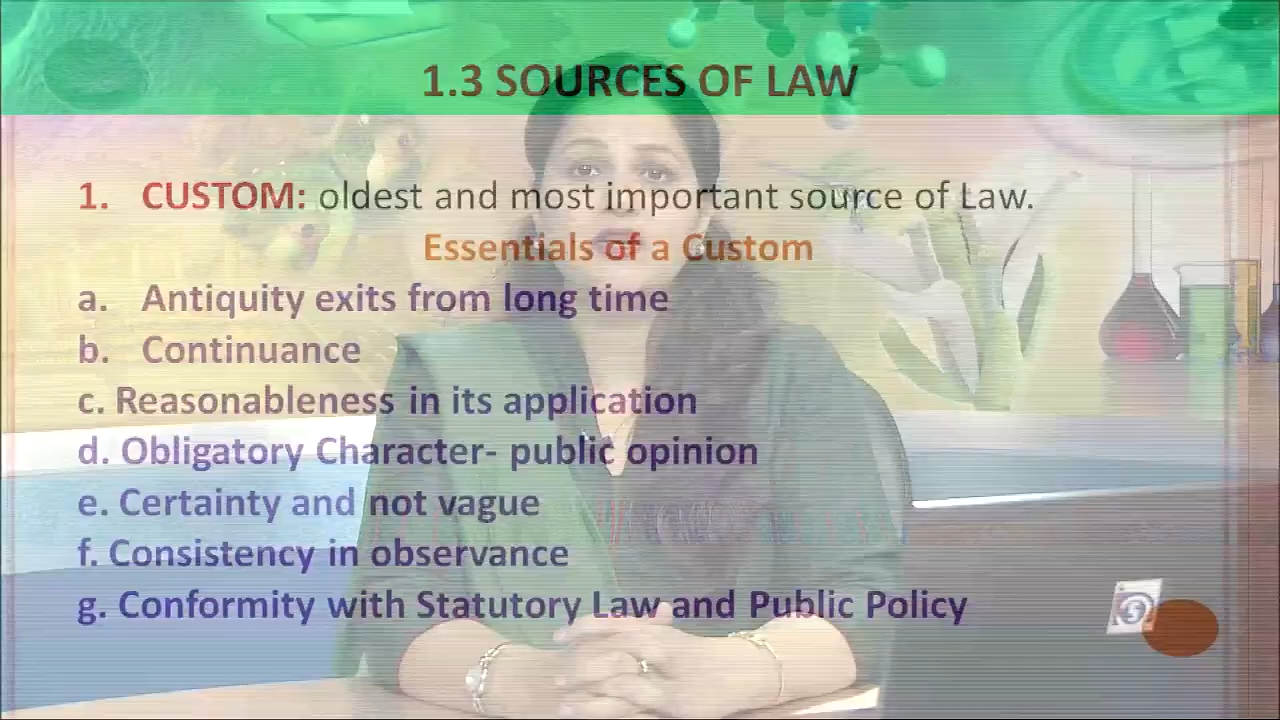 1.3 SOURCES OF LAW
1. CUSTOM: oldest and most important source of Law.
Essentials of a Custom
a. Antiquity exits from long time
b. Continuance
c. Reasonableness in its application
d. Obligatory Character- public opinion
e. Certainty and not vague
f. Consistency in observance
g. Conformity with Statutory Law and Public Policy